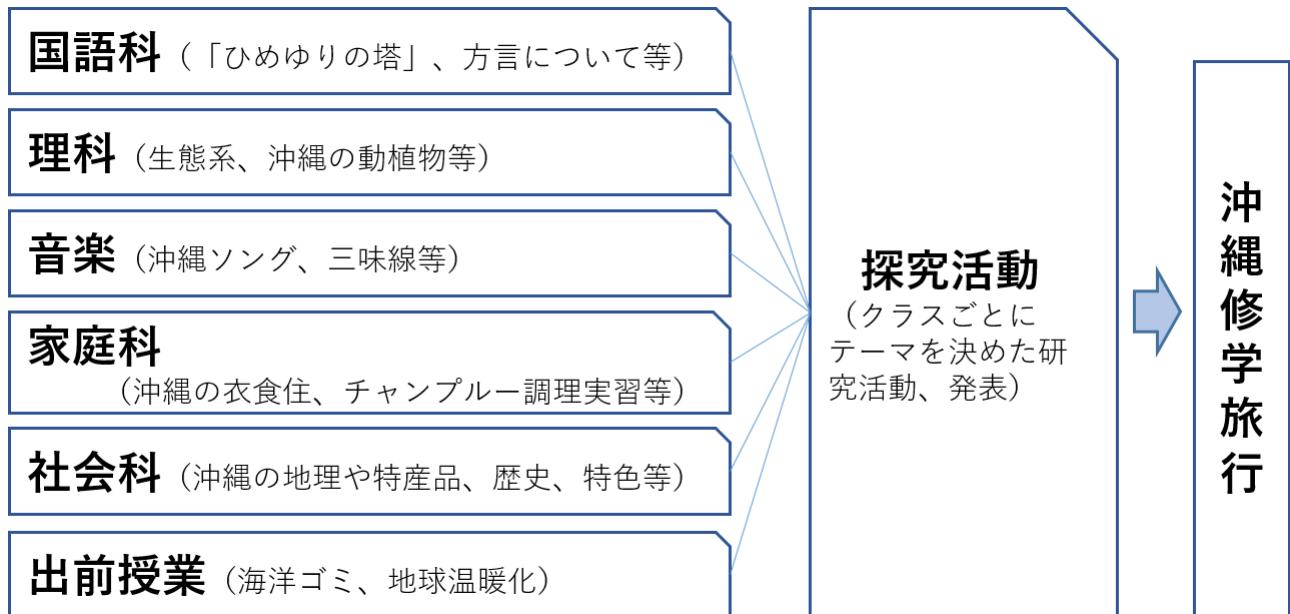 国語科（「ひめゆりの塔」、方言について等）
理科（生態系、沖縄の動植物等）
音楽（沖縄ソング、三味線等）
家庭科
（沖縄の衣食住、チャンプルー調理実習等）
社会科（沖縄の地理や特産品、歴史、特色等）
出前授業（海洋ゴミ、地球温暖化）
探究活動
（クラスごとに
テーマを決めた研
究活動、発表）
沖縄修学旅行